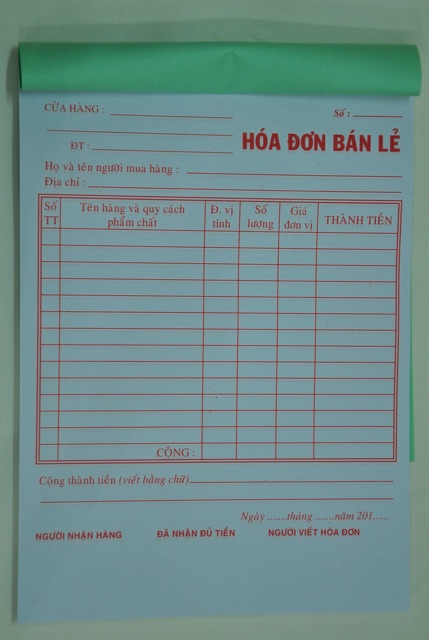 CỬA HÀNG :
Số :
ĐT :
HÓA ĐƠN BÁN LẺ
Họ và tên người mua hàng :
Địa chỉ :
Số TT
Tên hàng và quy cách phẩm chất
Đ. vị tính
Số lượng
Giá đơn vị
THÀNH TIỀN
CỘNG :
Cộng thành tiền (viết bằng chữ)
Ngày .......tháng .......năm 201......
NGƯỜI NHẬN HÀNG ĐÃ NHẬN ĐỦ TIỀN NGƯỜI VIẾT HÓA ĐƠN